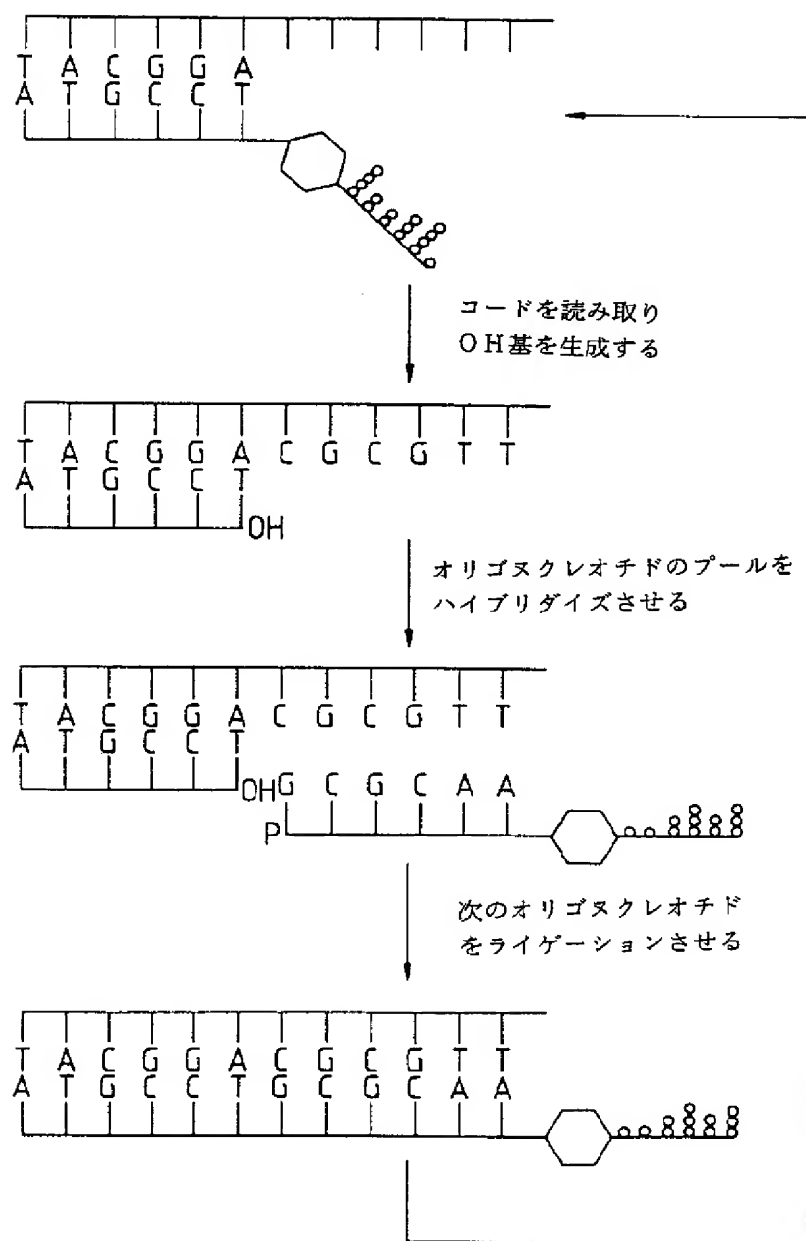 T A C G G A
A T G C C T
コードを読み取り
OH基を生成する
T A C G G A C G C G T T
A T G C C T
OH
オリゴヌクレオチドのプールを
ハイブリダイズさせる
T A C G G A C G C G T T
A T G C C T
OH G C G C A A
P
次のオリゴヌクレオチド
をライゲーションさせる
T A C G G A C G C G T T
A T G C C T G C G C A A